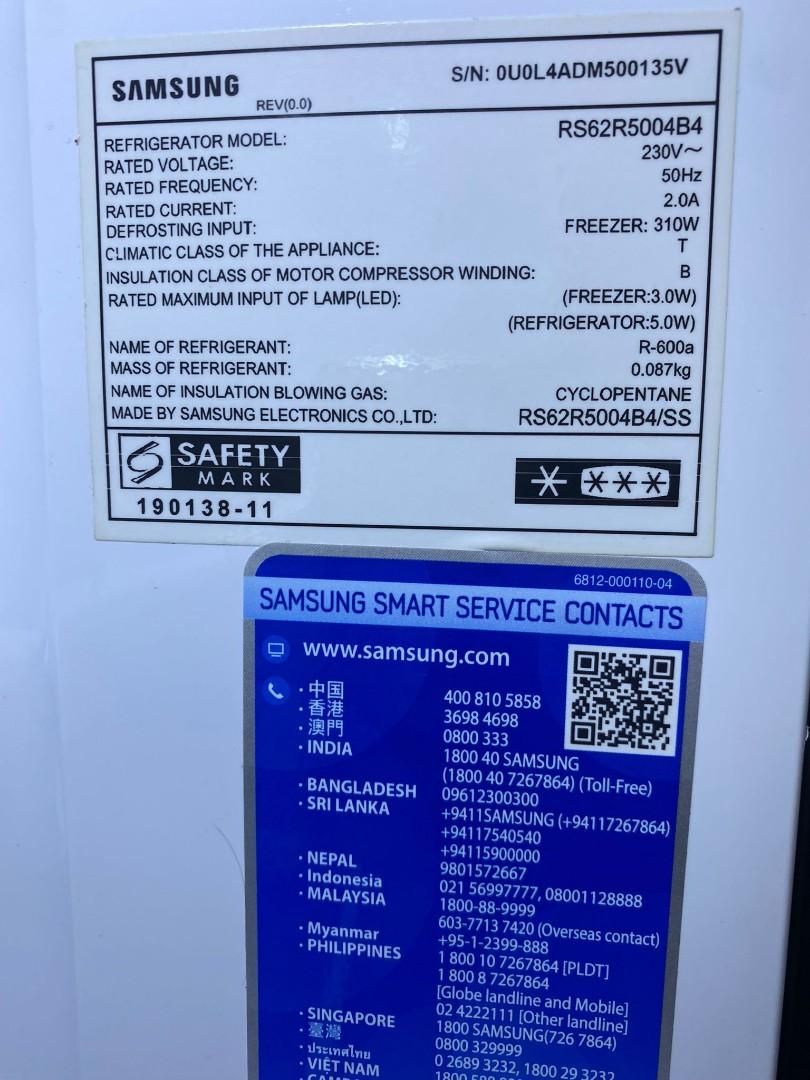 SAMSUNG REV(0.0) S/N: 0U0L4ADM500135V
REFRIGERATOR MODEL: RS62R5004B4
RATED VOLTAGE: 230V~
RATED FREQUENCY: 50Hz
RATED CURRENT: 2.0A
DEFROSTING INPUT: FREEZER: 310W
CLIMATIC CLASS OF THE APPLIANCE: T
INSULATION CLASS OF MOTOR COMPRESSOR WINDING: B
RATED MAXIMUM INPUT OF LAMP(LED): (FREEZER:3.0W)
(REFRIGERATOR:5.0W)
NAME OF REFRIGERANT: R-600a
MASS OF REFRIGERANT: 0.087kg
NAME OF INSULATION BLOWING GAS: CYCLOPENTANE
MADE BY SAMSUNG ELECTRONICS CO.,LTD: RS62R5004B4/SS
SAFETY
MARK
190138-11
6812-000110-04
SAMSUNG SMART SERVICE CONTACTS
www.samsung.com
· 中国 400 810 5858
· 香港 3698 4698
· 澳門 0800 333
· INDIA 1800 40 SAMSUNG
(1800 40 7267864) (Toll-Free)
· BANGLADESH 09612300300
· SRI LANKA +9411SAMSUNG (+94117267864)
+94117540540
+94115900000
· NEPAL 9801572667
· Indonesia 021 56997777, 08001128888
· MALAYSIA 1800-88-9999
603-7713 7420 (Overseas contact)
· Myanmar +95-1-2399-888
· PHILIPPINES 1 800 10 7267864 [PLDT]
1 800 8 7267864
[Globe landline and Mobile]
02 4222111 [Other landline]
· SINGAPORE 1800 SAMSUNG(726 7864)
· 臺灣 0800 329999
· ประเทศไทย 0 2689 3232, 1800 29 3232
· VIỆT NAM 1800 588